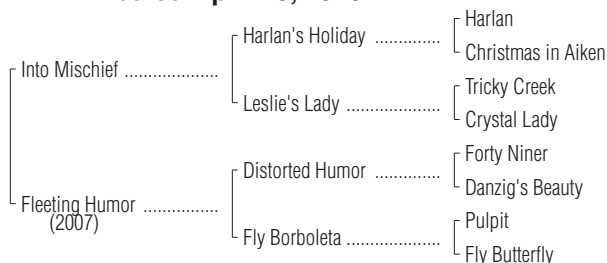 Harlan
Harlan's Holiday ................
Christmas in Aiken
Into Mischief ...................
Tricky Creek
Leslie's Lady ...................
Crystal Lady
Forty Niner
Distorted Humor .............
Danzig's Beauty
Fleeting Humor ...............
(2007)
Pulpit
Fly Borboleta ..................
Fly Butterfly